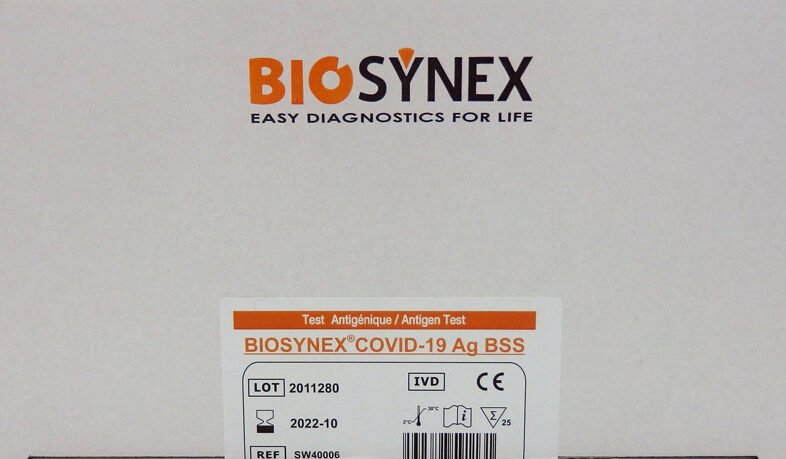 BIOSYNEX
EASY DIAGNOSTICS FOR LIFE
Test Antigénique / Antigen Test
BIOSYNEX® COVID-19 Ag BSS
LOT 2011280 IVD CE
2022-10 2°C 30°C i Σ 25
REF SW40006